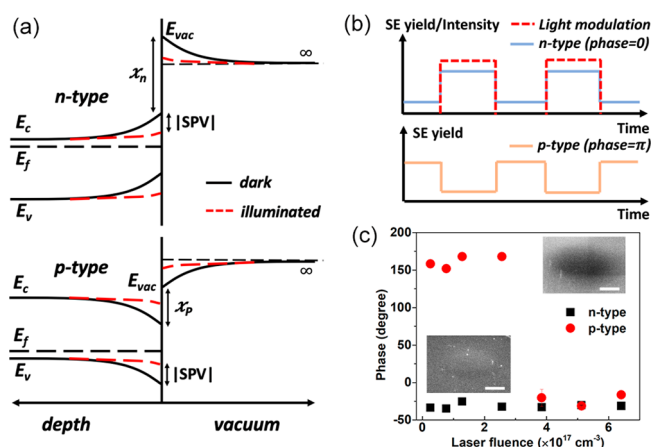 (a)
E_vac
∞
χ_n
n-type
E_c
|SPV|
E_f
E_v
dark
illuminated
p-type
E_c
E_vac
∞
χ_p
E_f
E_v
|SPV|
depth
vacuum
(b)
SE yield/Intensity
Light modulation
n-type (phase=0)
Time
SE yield
p-type (phase=π)
Time
(c)
Phase (degree)
200
150
100
50
0
-50
n-type
p-type
0
2
4
6
Laser fluence (×10^17 cm^-3)